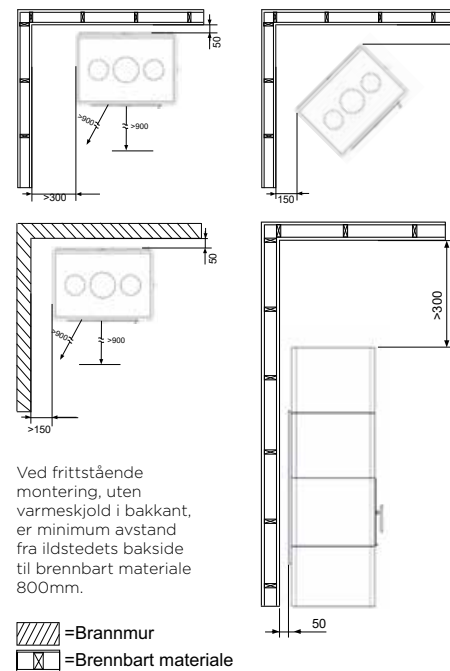 50
>900
>900
>300
150
50
>900
>900
>150
>300
50
Ved frittstående
montering, uten
varmeskjold i bakkant,
er minimum avstand
fra ildstedets bakside
til brennbart materiale
800mm.
=Brannmur
=Brennbart materiale